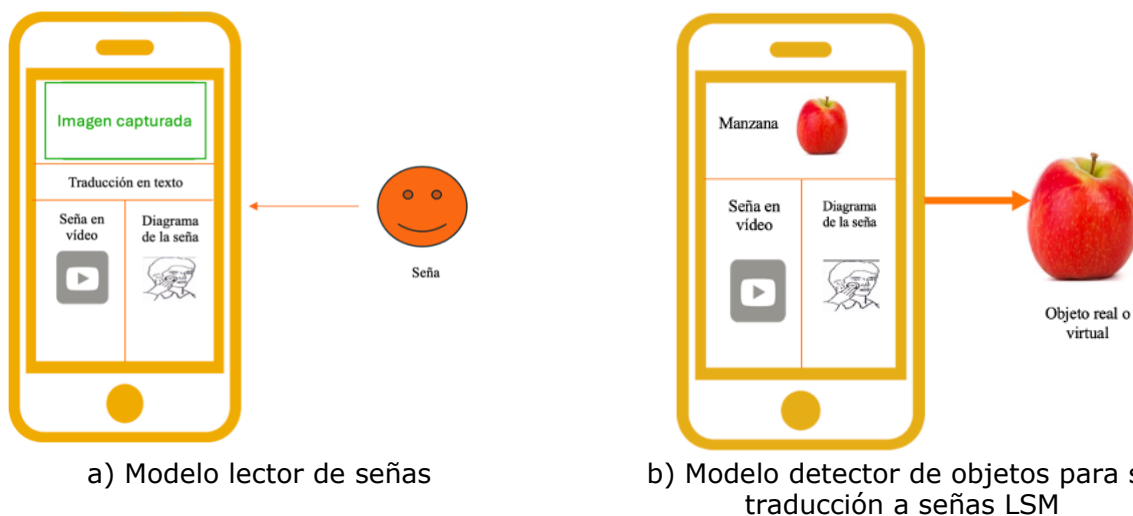 Imagen capturada
Traducción en texto
Seña en
vídeo
Diagrama
de la seña
Seña
a) Modelo lector de señas
Manzana
Seña en
vídeo
Diagrama
de la seña
Objeto real o
virtual
b) Modelo detector de objetos para s
traducción a señas LSM